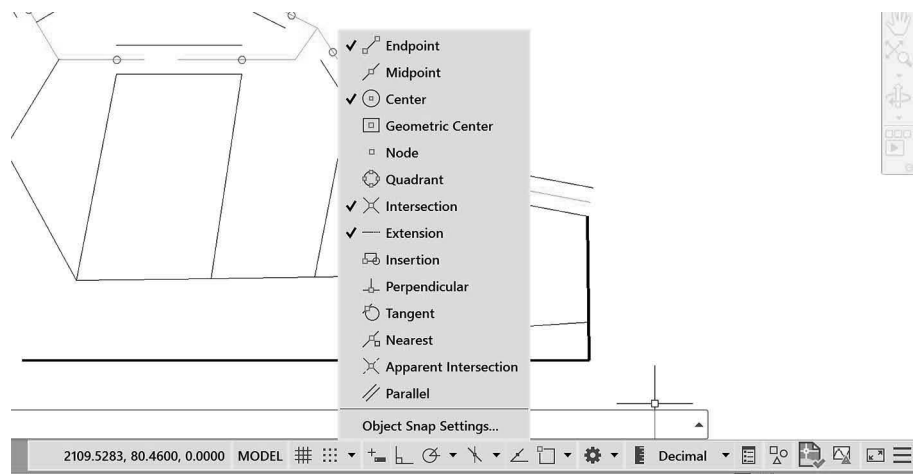 Endpoint
Midpoint
Center
Geometric Center
Node
Quadrant
Intersection
Extension
Insertion
Perpendicular
Tangent
Nearest
Apparent Intersection
Parallel
Object Snap Settings...
2109.5283, 80.4600, 0.0000 MODEL Decimal